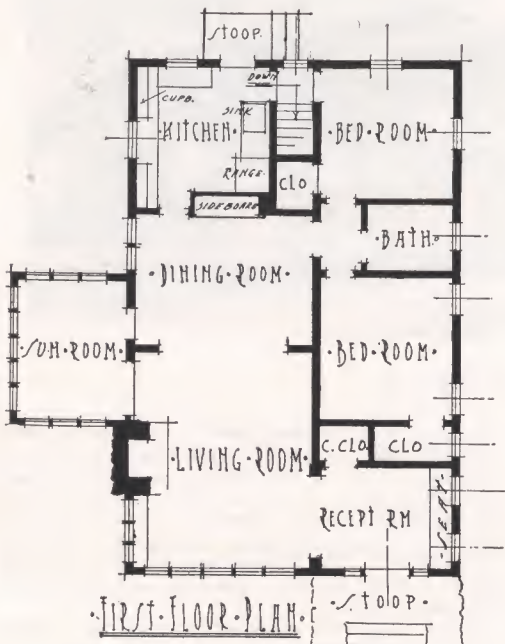 STOOP
DOWN
CUPB.
SINK
KITCHEN
BED·ROOM
RANGE
CLO
SIDEBOARD
·BATH·
·DINING·ROOM·
·SUN·ROOM·
·BED·ROOM·
·LIVING·ROOM·
C.CLO
CLO
RECEPT RM
SEAT
·FIRST·FLOOR·PLAN·
·STOOP